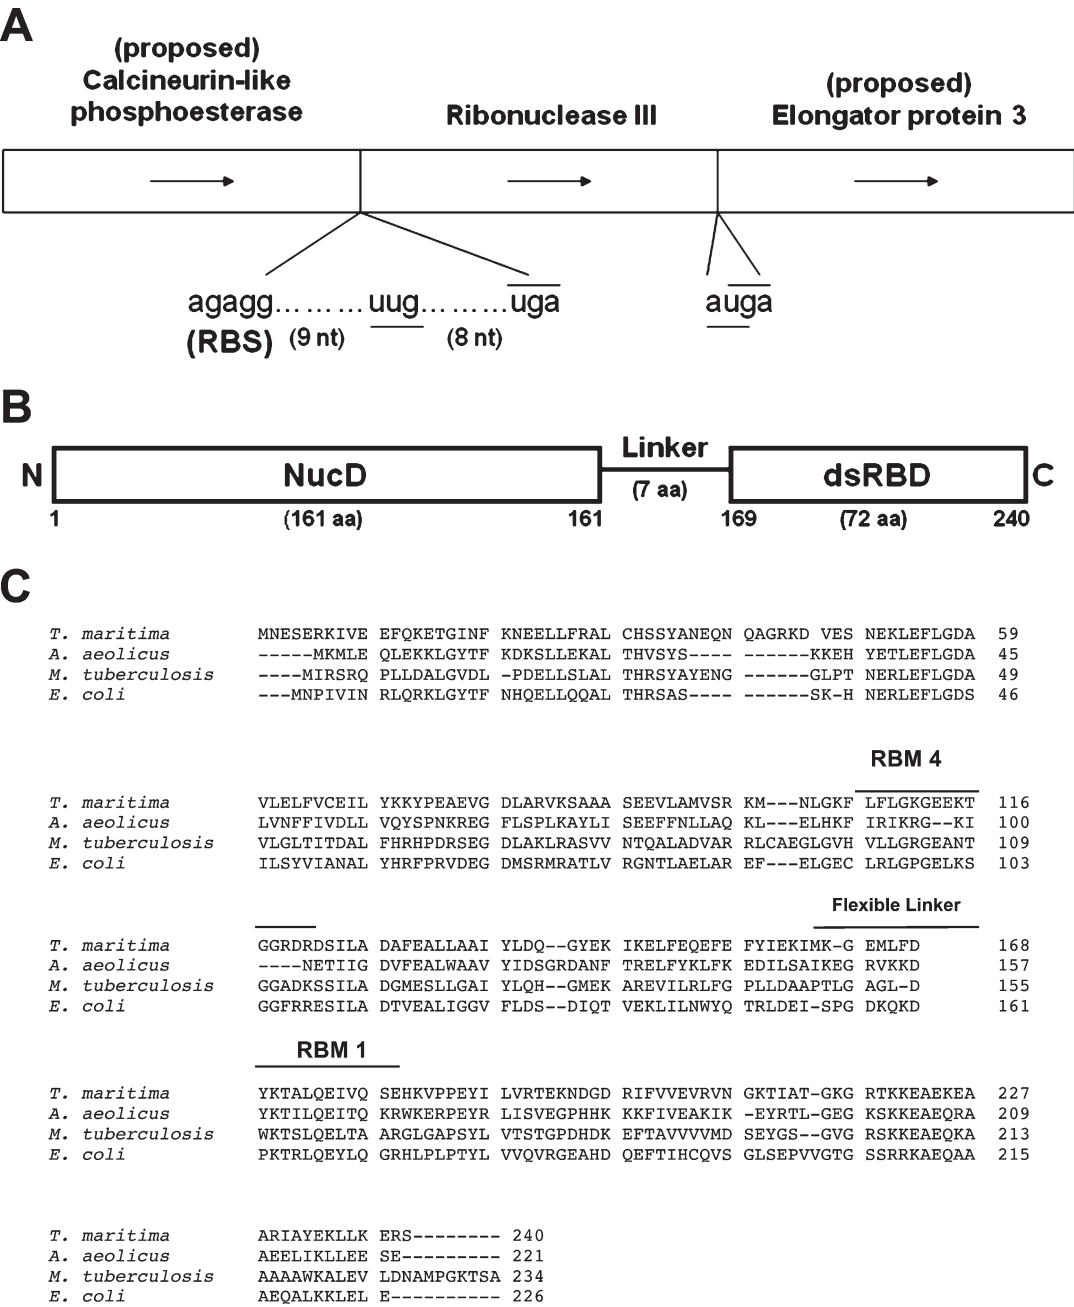 A
(proposed)
Calcineurin-like
phosphoesterase
Ribonuclease III
(proposed)
Elongator protein 3
agagg.........uug.........uga
(RBS) (9 nt) (8 nt)
auga
B
N NucD Linker dsRBD C
(7 aa)
1 (161 aa) 161 169 (72 aa) 240
C
T. maritima MNESERKIVE EFQKETGINF KNEELLFRAL CHSSYANEQN QAGRKD VES NEKLEFLGDA 59
A. aeolicus -----MKMLE QLEKKLGYTF KDKSLLEKAL THVSYS---- ------KKEH YETLEFLGDA 45
M. tuberculosis ----MIRSRQ PLLDALGVDL -PDELLSLAL THRSYAYENG ------GLPT NERLEFLGDA 49
E. coli ---MNPIVIN RLQRKLGYTF NHQELLQQAL THRSAS---- ------SK-H NERLEFLGDS 46
RBM 4
T. maritima VLELFVCEIL YKKYPEAEVG DLARVKSAAA SEEVLAMVSR KM---NLGKF LFLGKGEEKT 116
A. aeolicus LVNFFIVDLL VQYSPNKREG FLSPLKAYLI SEEFFNLLAQ KL---ELHKF IRIKRG--KI 100
M. tuberculosis VLGLTITDAL FHRHPDRSEG DLAKLRASVV NTQALADVAR RLCAEGLGVH VLLGRGEANT 109
E. coli ILSYVIANAL YHRFPRVDEG DMSRMRATLV RGNTLAELAR EF---ELGEC LRLGPGELKS 103
Flexible Linker
T. maritima GGRDRDSILA DAFEALLAAI YLDQ--GYEK IKELFEQEFE FYIEKIMK-G EMLFD 168
A. aeolicus ----NETIIG DVFEALWAAV YIDSGRDANF TRELFYKLFK EDILSAIKEG RVKKD 157
M. tuberculosis GGADKSSILA DGMESLLGAI YLQH--GMEK AREVILRLFG PLLDAAPTLG AGL-D 155
E. coli GGFRRESILA DTVEALIGGV FLDS--DIQT VEKLILNWYQ TRLDEI-SPG DKQKD 161
RBM 1
T. maritima YKTALQEIVQ SEHKVPPEYI LVRTEKNDGD RIFVVEVRVN GKTIAT-GKG RTKKEAEKEA 227
A. aeolicus YKTILQEITQ KRWKERPEYR LISVEGPHHK KKFIVEAKIK -EYRTL-GEG KSKKEAEQRA 209
M. tuberculosis WKTSLQELTA ARGLGAPSYL VTSTGPDHDK EFTAVVVVMD SEYGS--GVG RSKKEAEQKA 213
E. coli PKTRLQEYLQ GRHLPLPTYL VVQVRGEAHD QEFTIHCQVS GLSEPVVGTG SSRRKAEQAA 215
T. maritima ARIAYEKLLK ERS-------- 240
A. aeolicus AEELIKLLEE SE--------- 221
M. tuberculosis AAAAWKALEV LDNAMPGKTSA 234
E. coli AEQALKKLEL E---------- 226